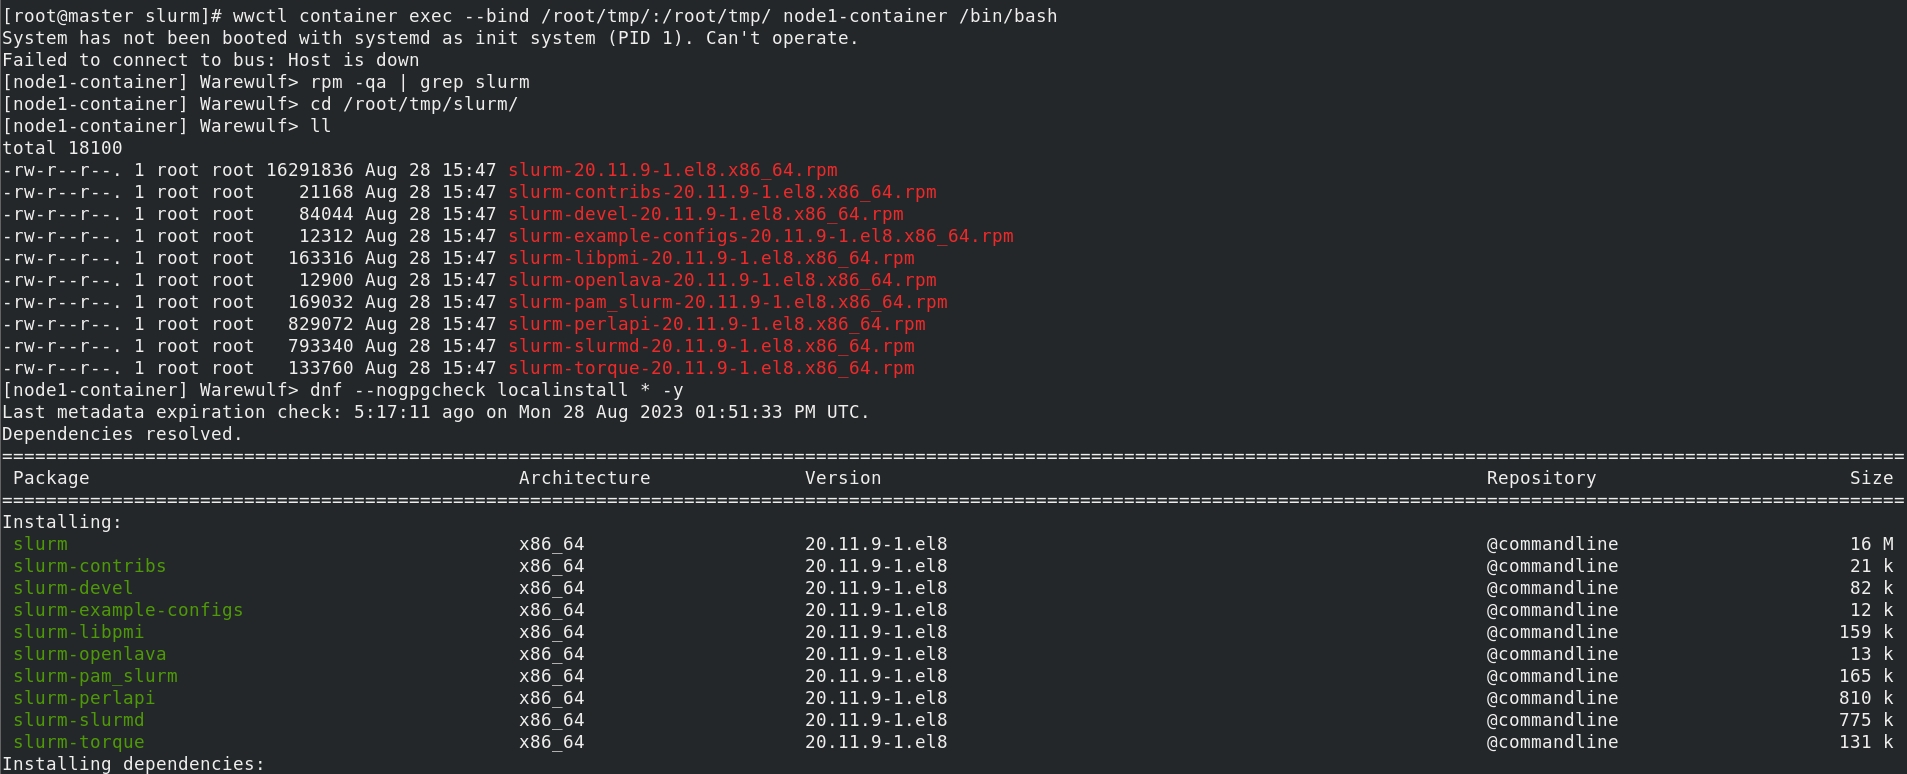 [root@master slurm]# wwctl container exec --bind /root/tmp/:/root/tmp/ node1-container /bin/bash
System has not been booted with systemd as init system (PID 1). Can't operate.
Failed to connect to bus: Host is down
[node1-container] Warewulf> rpm -qa | grep slurm
[node1-container] Warewulf> cd /root/tmp/slurm/
[node1-container] Warewulf> ll
total 18100
-rw-r--r--. 1 root root 16291836 Aug 28 15:47 slurm-20.11.9-1.el8.x86_64.rpm
-rw-r--r--. 1 root root    21168 Aug 28 15:47 slurm-contribs-20.11.9-1.el8.x86_64.rpm
-rw-r--r--. 1 root root    84044 Aug 28 15:47 slurm-devel-20.11.9-1.el8.x86_64.rpm
-rw-r--r--. 1 root root    12312 Aug 28 15:47 slurm-example-configs-20.11.9-1.el8.x86_64.rpm
-rw-r--r--. 1 root root   163316 Aug 28 15:47 slurm-libpmi-20.11.9-1.el8.x86_64.rpm
-rw-r--r--. 1 root root    12900 Aug 28 15:47 slurm-openlava-20.11.9-1.el8.x86_64.rpm
-rw-r--r--. 1 root root   169032 Aug 28 15:47 slurm-pam_slurm-20.11.9-1.el8.x86_64.rpm
-rw-r--r--. 1 root root   829072 Aug 28 15:47 slurm-perlapi-20.11.9-1.el8.x86_64.rpm
-rw-r--r--. 1 root root   793340 Aug 28 15:47 slurm-slurmd-20.11.9-1.el8.x86_64.rpm
-rw-r--r--. 1 root root   133760 Aug 28 15:47 slurm-torque-20.11.9-1.el8.x86_64.rpm
[node1-container] Warewulf> dnf --nogpgcheck localinstall * -y
Last metadata expiration check: 5:17:11 ago on Mon 28 Aug 2023 01:51:33 PM UTC.
Dependencies resolved.
Package Architecture Version Repository Size
Installing:
slurm x86_64 20.11.9-1.el8 @commandline 16 M
slurm-contribs x86_64 20.11.9-1.el8 @commandline 21 k
slurm-devel x86_64 20.11.9-1.el8 @commandline 82 k
slurm-example-configs x86_64 20.11.9-1.el8 @commandline 12 k
slurm-libpmi x86_64 20.11.9-1.el8 @commandline 159 k
slurm-openlava x86_64 20.11.9-1.el8 @commandline 13 k
slurm-pam_slurm x86_64 20.11.9-1.el8 @commandline 165 k
slurm-perlapi x86_64 20.11.9-1.el8 @commandline 810 k
slurm-slurmd x86_64 20.11.9-1.el8 @commandline 775 k
slurm-torque x86_64 20.11.9-1.el8 @commandline 131 k
Installing dependencies: